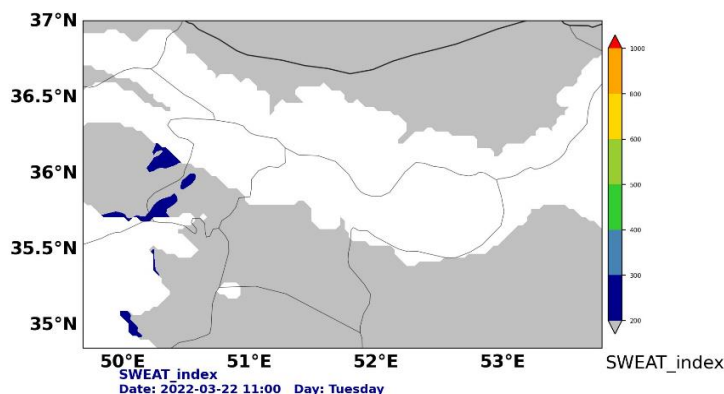 37°N
36.5°N
36°N
35.5°N
35°N
50°E 51°E 52°E 53°E
1000
800
600
500
400
300
200
SWEAT_index
SWEAT_index
Date: 2022-03-22 11:00 Day: Tuesday